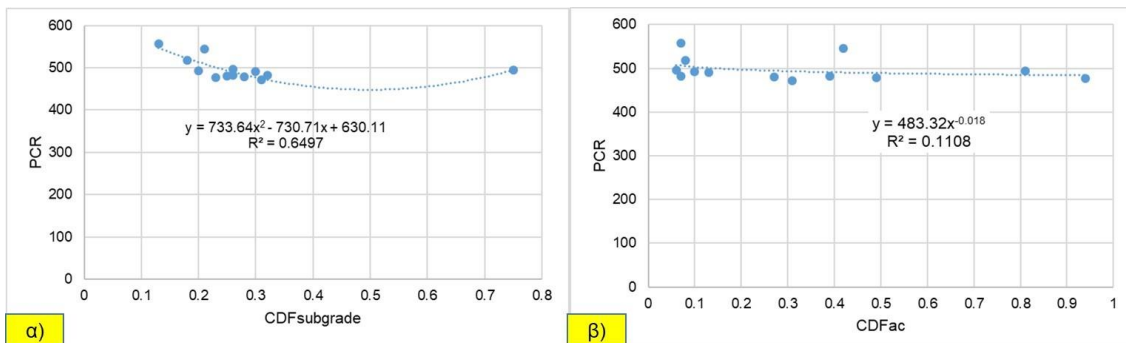 600
500
400
300
200
100
0
PCR
y = 733.64x² - 730.71x + 630.11
R² = 0.6497
0 0.1 0.2 0.3 0.4 0.5 0.6 0.7 0.8
CDFsubgrade
α)
600
500
400
300
200
100
0
PCR
y = 483.32x⁻⁰·⁰¹⁸
R² = 0.1108
0 0.1 0.2 0.3 0.4 0.5 0.6 0.7 0.8 0.9 1
CDFac
β)